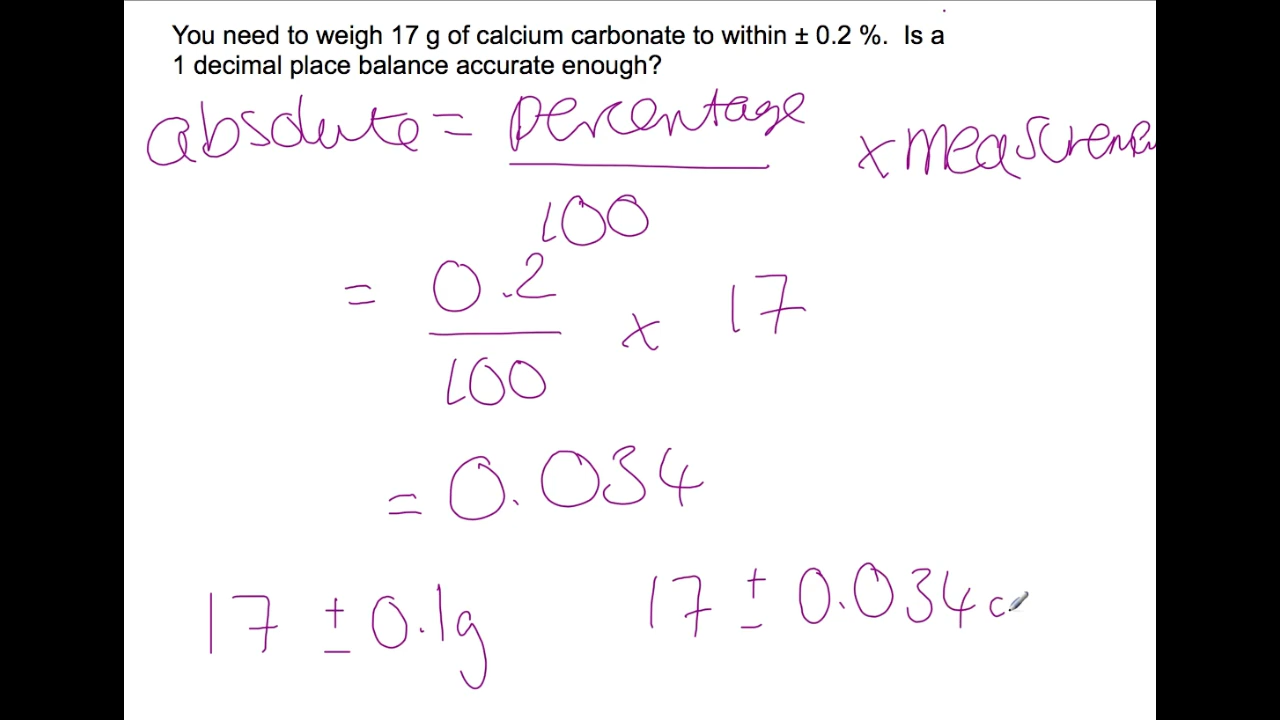 You need to weigh 17 g of calcium carbonate to within ± 0.2 %. Is a
1 decimal place balance accurate enough?
absolute = percentage
x measuremen
100
= 0.2
x 17
100
= 0.034
17 ± 0.1g 17 ± 0.034